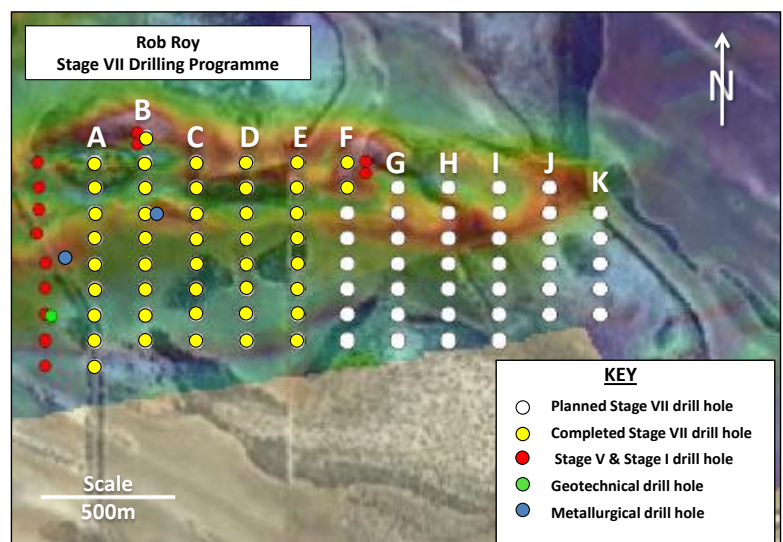 Rob Roy
Stage VII Drilling Programme
N
B
A C D E F
G H I J
K
KEY
Planned Stage VII drill hole
Completed Stage VII drill hole
Stage V & Stage I drill hole
Geotechnical drill hole
Metallurgical drill hole
Scale
500m